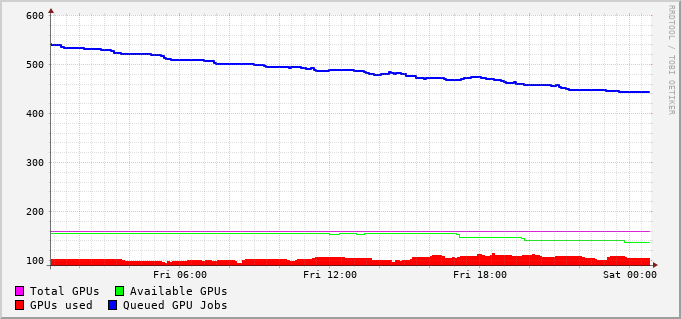 600
500
400
300
200
100
Fri 06:00
Fri 12:00
Fri 18:00
Sat 00:00
Total GPUs
Available GPUs
GPUs used
Queued GPU Jobs
RRDTOOL / TOBI OETIKER